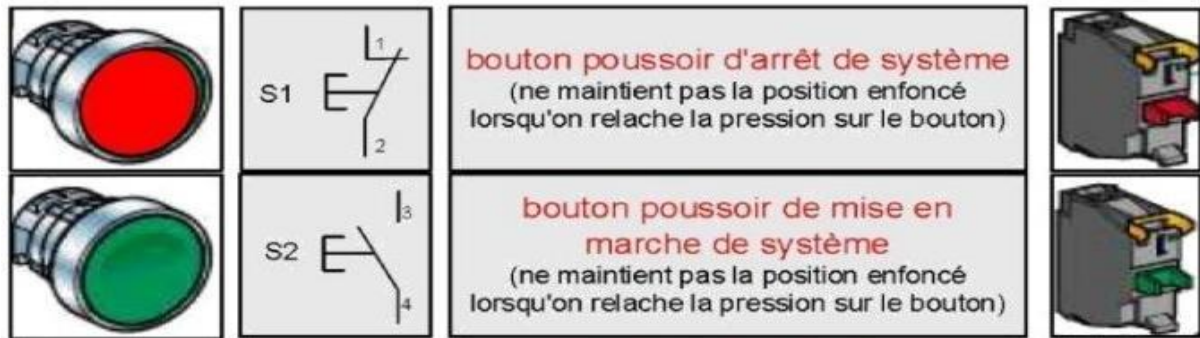 S1
1
2
bouton poussoir d'arrêt de système
(ne maintient pas la position enfoncé
lorsqu'on relache la pression sur le bouton)
S2
3
4
bouton poussoir de mise en
marche de système
(ne maintient pas la position enfoncé
lorsqu'on relache la pression sur le bouton)